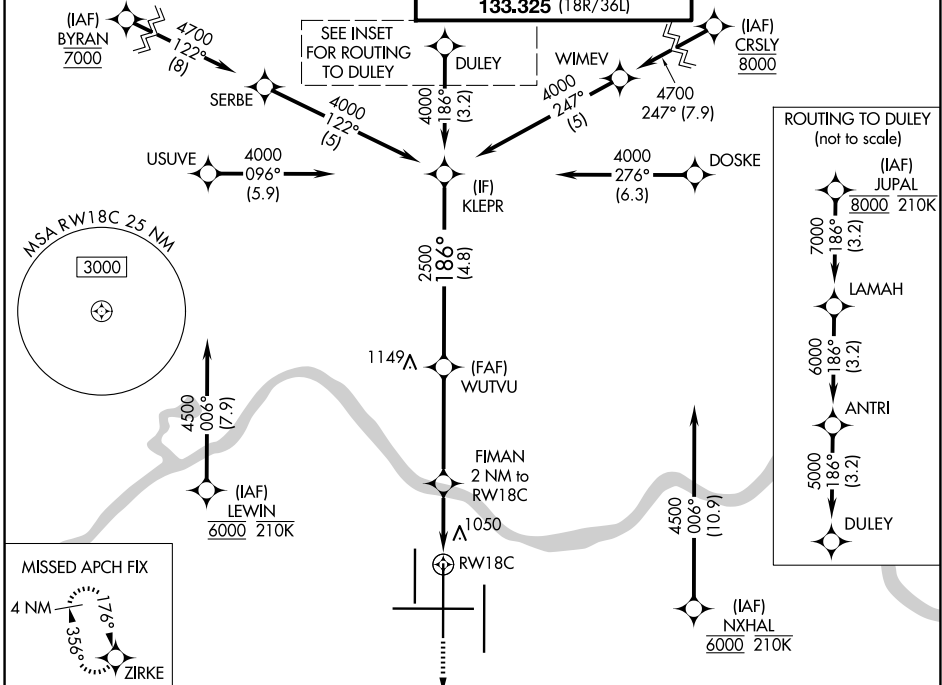 133.325 (18R/36L)
(IAF)
BYRAN
7000
4700
122°
(8)
SEE INSET
FOR ROUTING
TO DULEY
DULEY
WIMEV
(IAF)
CRSLY
8000
4700
247° (7.9)
SERBE
4000
122°
(5)
4000
186°
(3.2)
4000
247°
(5)
USUVE
4000
096°
(5.9)
(IF)
KLEPR
4000
276°
(6.3)
DOSKE
ROUTING TO DULEY
(not to scale)
(IAF)
JUPAL
8000 210K
7000
186°
(3.2)
LAMAH
6000
186°
(3.2)
ANTRI
5000
186°
(3.2)
DULEY
MSA RW18C 25 NM
3000
2500
186°
(4.8)
1149
(FAF)
WUTVU
4500
006°
(7.9)
(IAF)
LEWIN
6000 210K
FIMAN
2 NM to
RW18C
1050
RW18C
4500
006°
(10.9)
(IAF)
NXHAL
6000 210K
MISSED APCH FIX
4 NM
176°
356°
ZIRKE